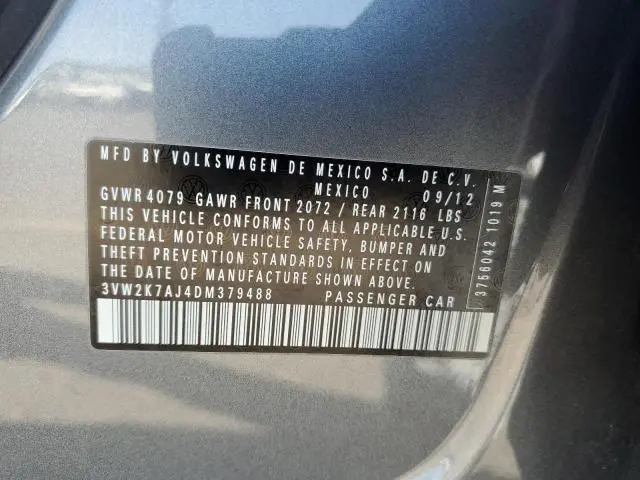 MFD BY VOLKSWAGEN DE MEXICO S.A. DE C.V.
MEXICO 09/12
GVWR 4079 GAWR FRONT 2072 / REAR 2116 LBS
THIS VEHICLE CONFORMS TO ALL APPLICABLE U.S.
FEDERAL MOTOR VEHICLE SAFETY, BUMPER AND
THEFT PREVENTION STANDARDS IN EFFECT ON
THE DATE OF MANUFACTURE SHOWN ABOVE.
3VW2K7AJ4DM379488 PASSENGER CAR
3756042 1019 M